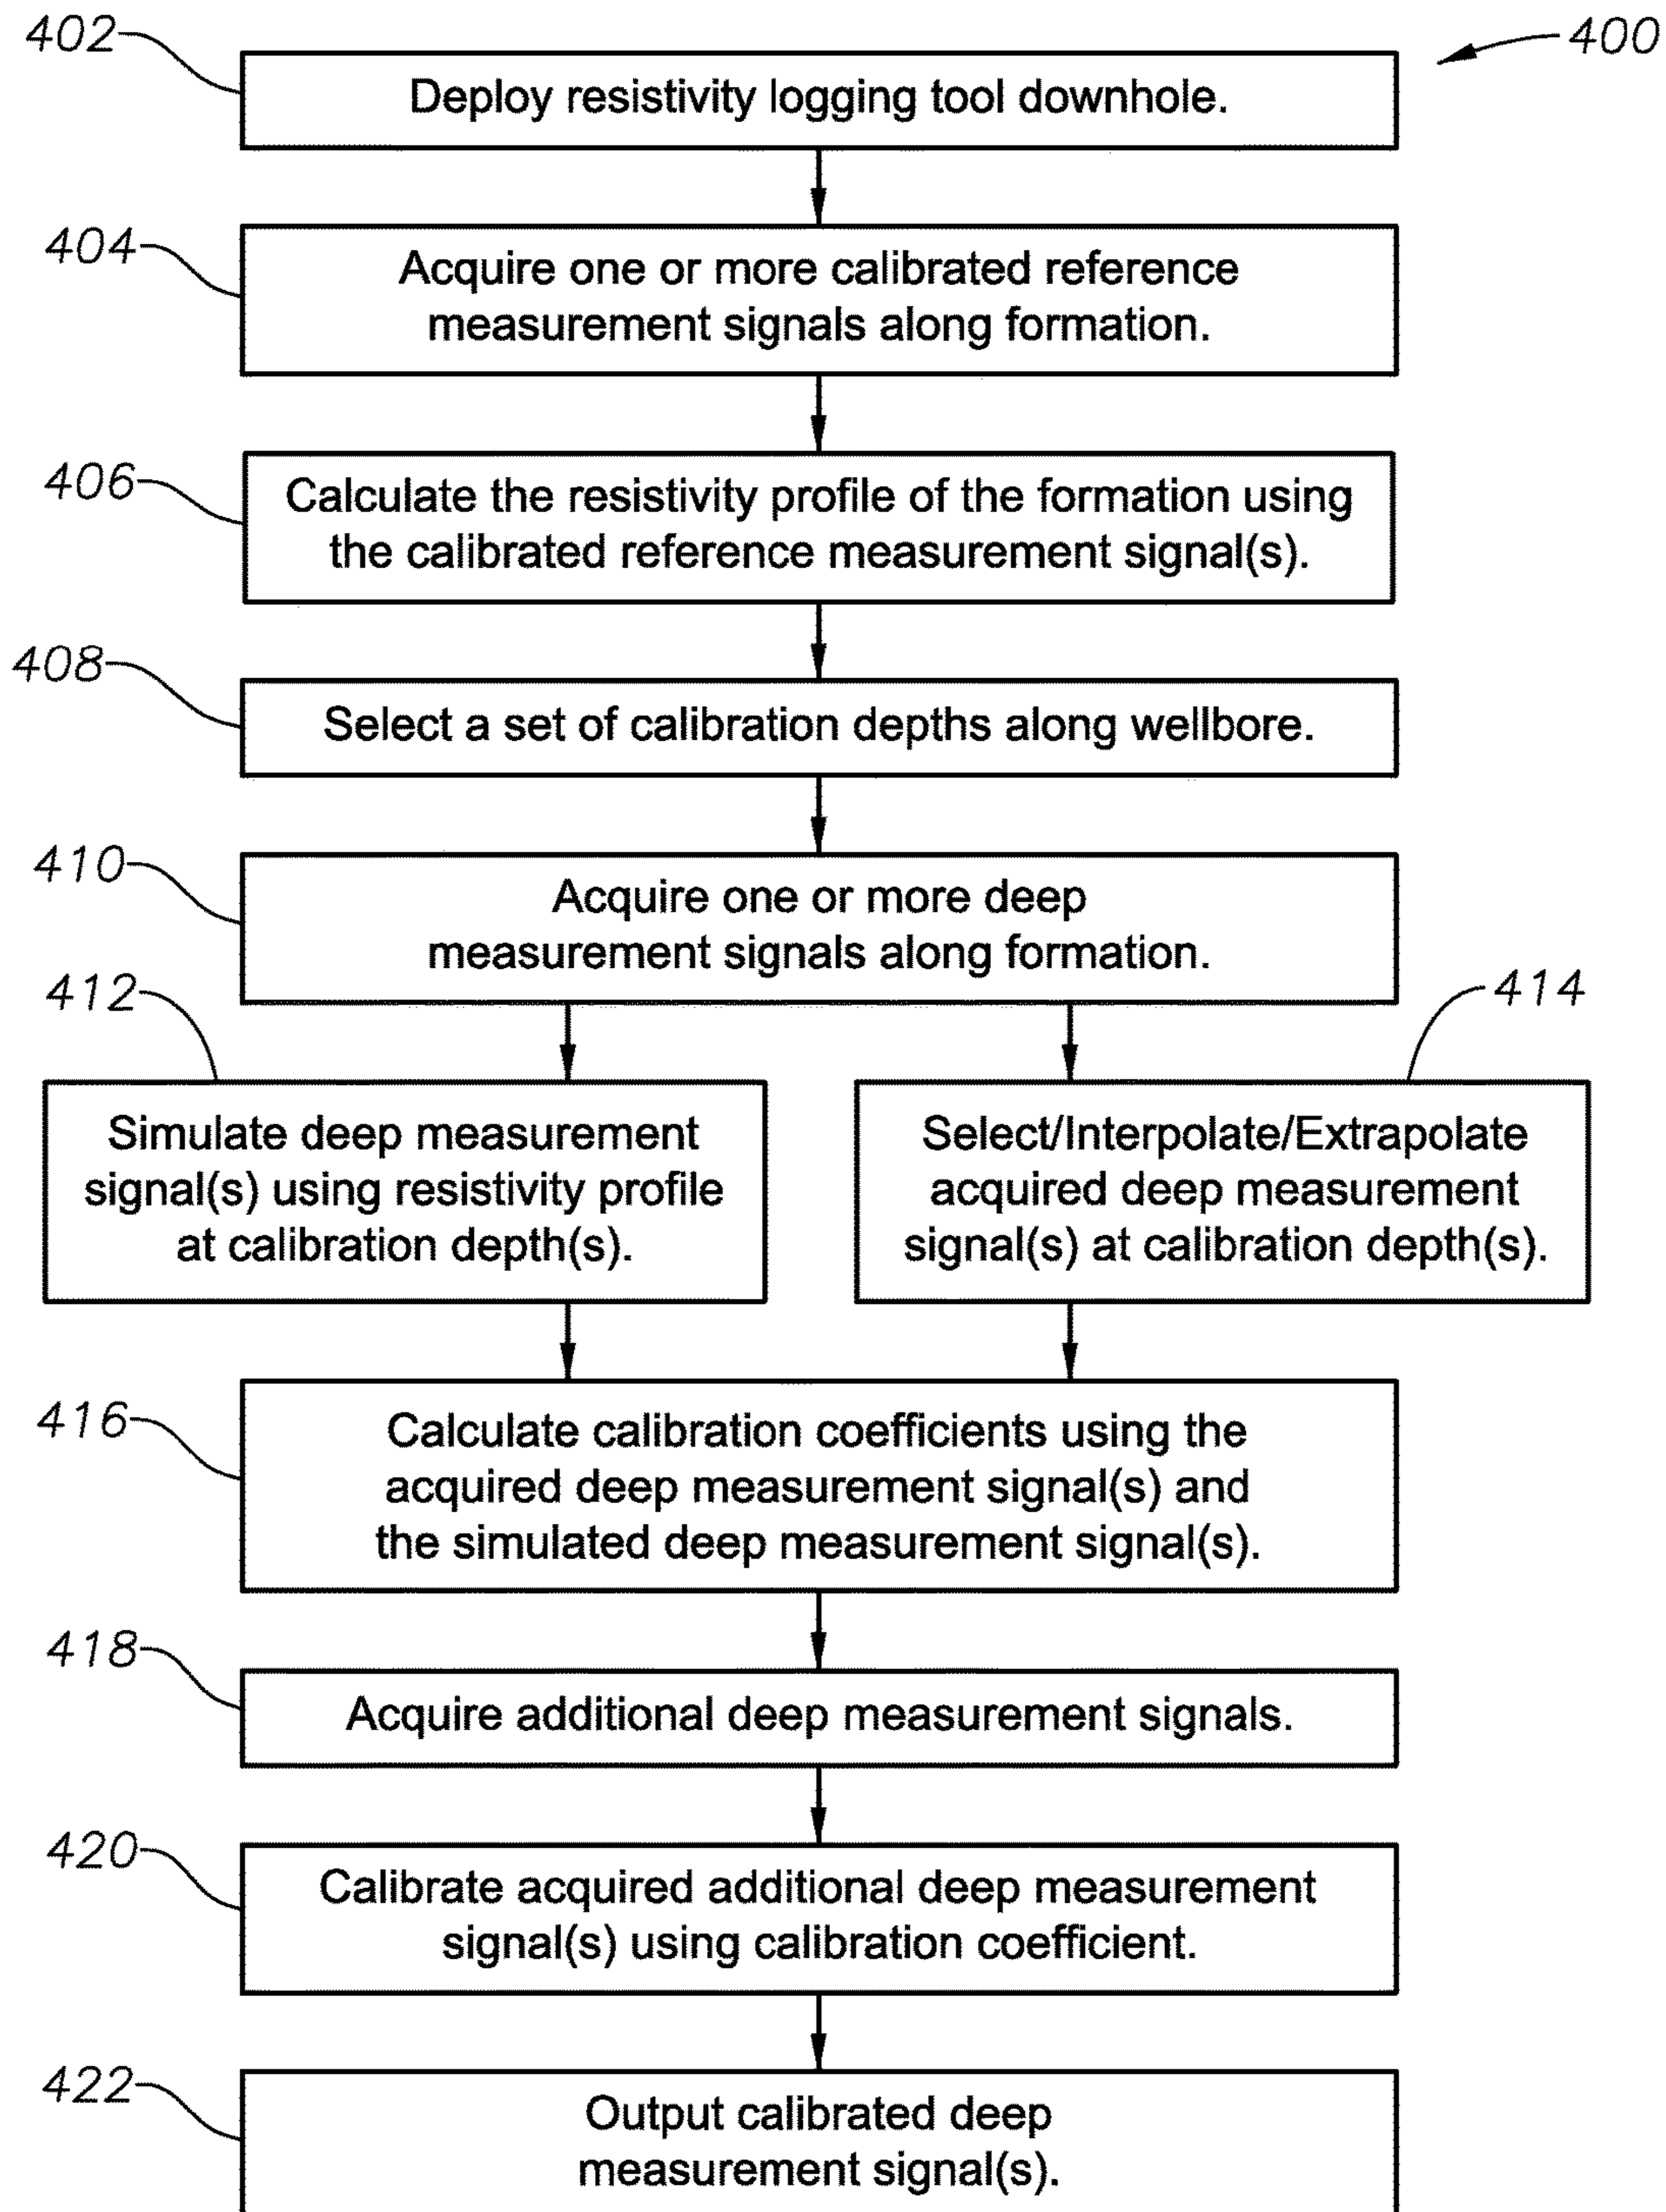 402
400
Deploy resistivity logging tool downhole.
404
Acquire one or more calibrated reference
measurement signals along formation.
406
Calculate the resistivity profile of the formation using
the calibrated reference measurement signal(s).
408
Select a set of calibration depths along wellbore.
410
Acquire one or more deep
measurement signals along formation.
412
414
Simulate deep measurement
signal(s) using resistivity profile
at calibration depth(s).
Select/Interpolate/Extrapolate
acquired deep measurement
signal(s) at calibration depth(s).
416
Calculate calibration coefficients using the
acquired deep measurement signal(s) and
the simulated deep measurement signal(s).
418
Acquire additional deep measurement signals.
420
Calibrate acquired additional deep measurement
signal(s) using calibration coefficient.
422
Output calibrated deep
measurement signal(s).